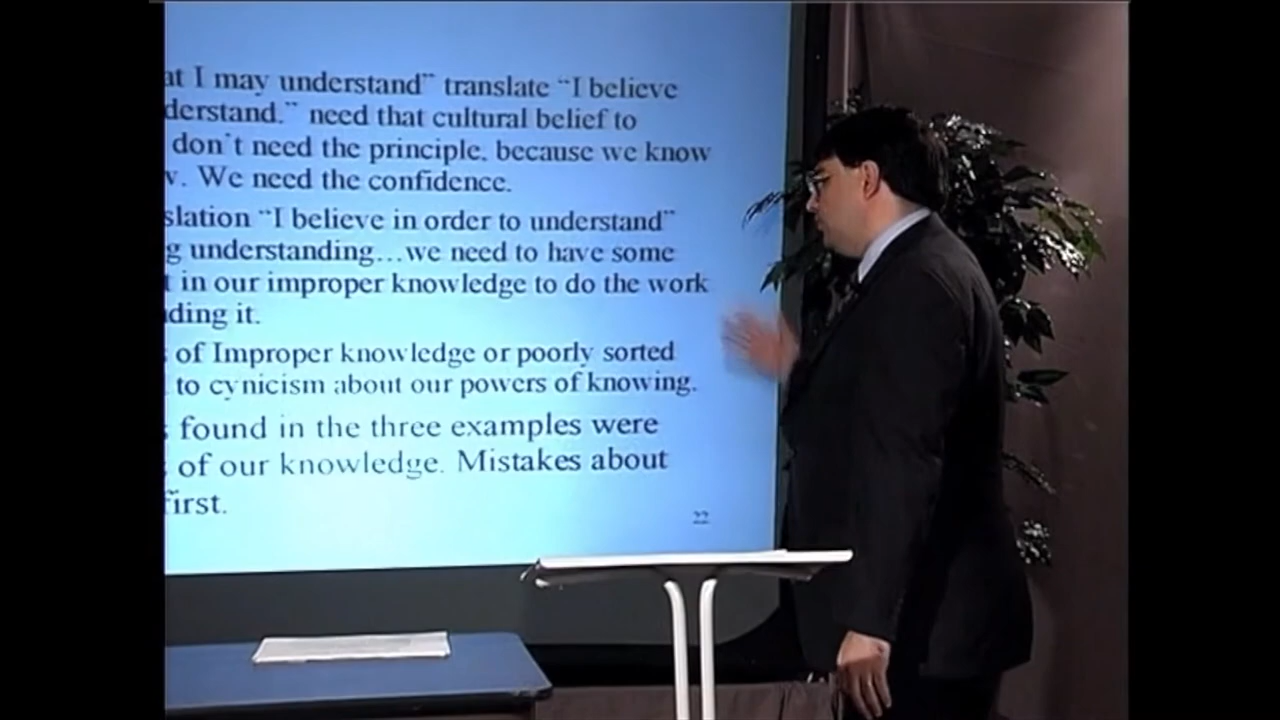 at I may understand” translate “I believe
derstand.” need that cultural belief to
don’t need the principle, because we know
v. We need the confidence.
slation “I believe in order to understand”
g understanding…we need to have some
t in our improper knowledge to do the work
ding it.
s of Improper knowledge or poorly sorted
to cynicism about our powers of knowing.
s found in the three examples were
s of our knowledge. Mistakes about
first.
22